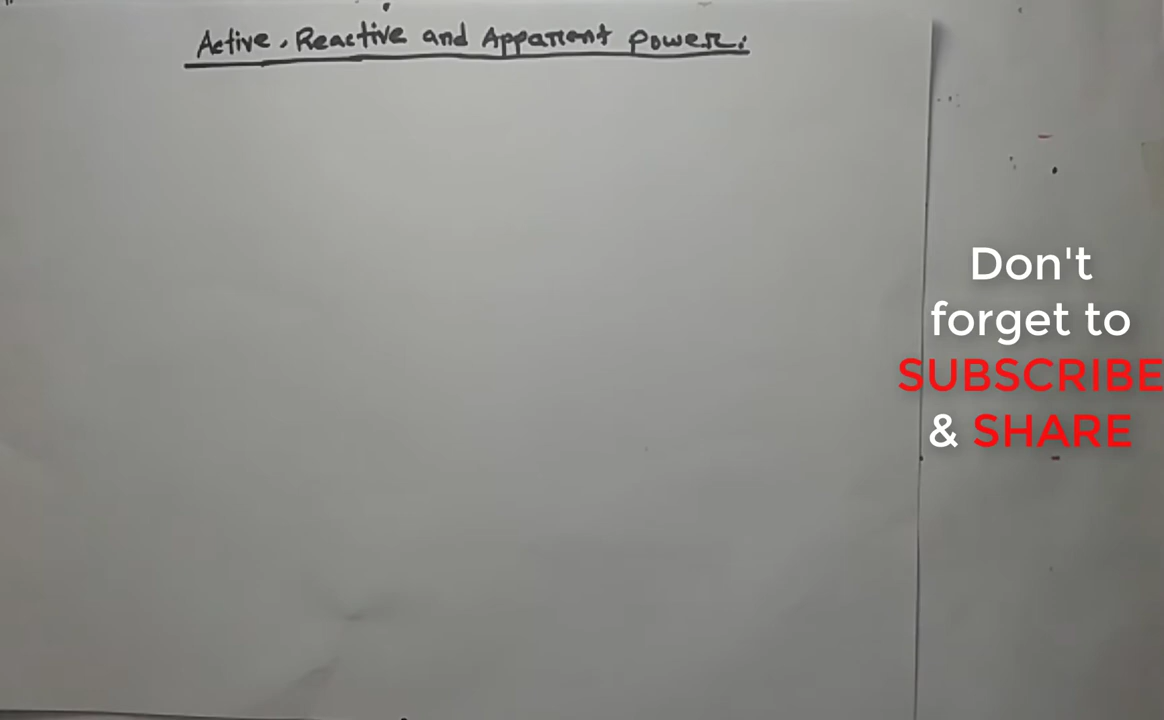 Active, Reactive and Apparent power:
Don't
forget to
SUBSCRIBE
& SHARE